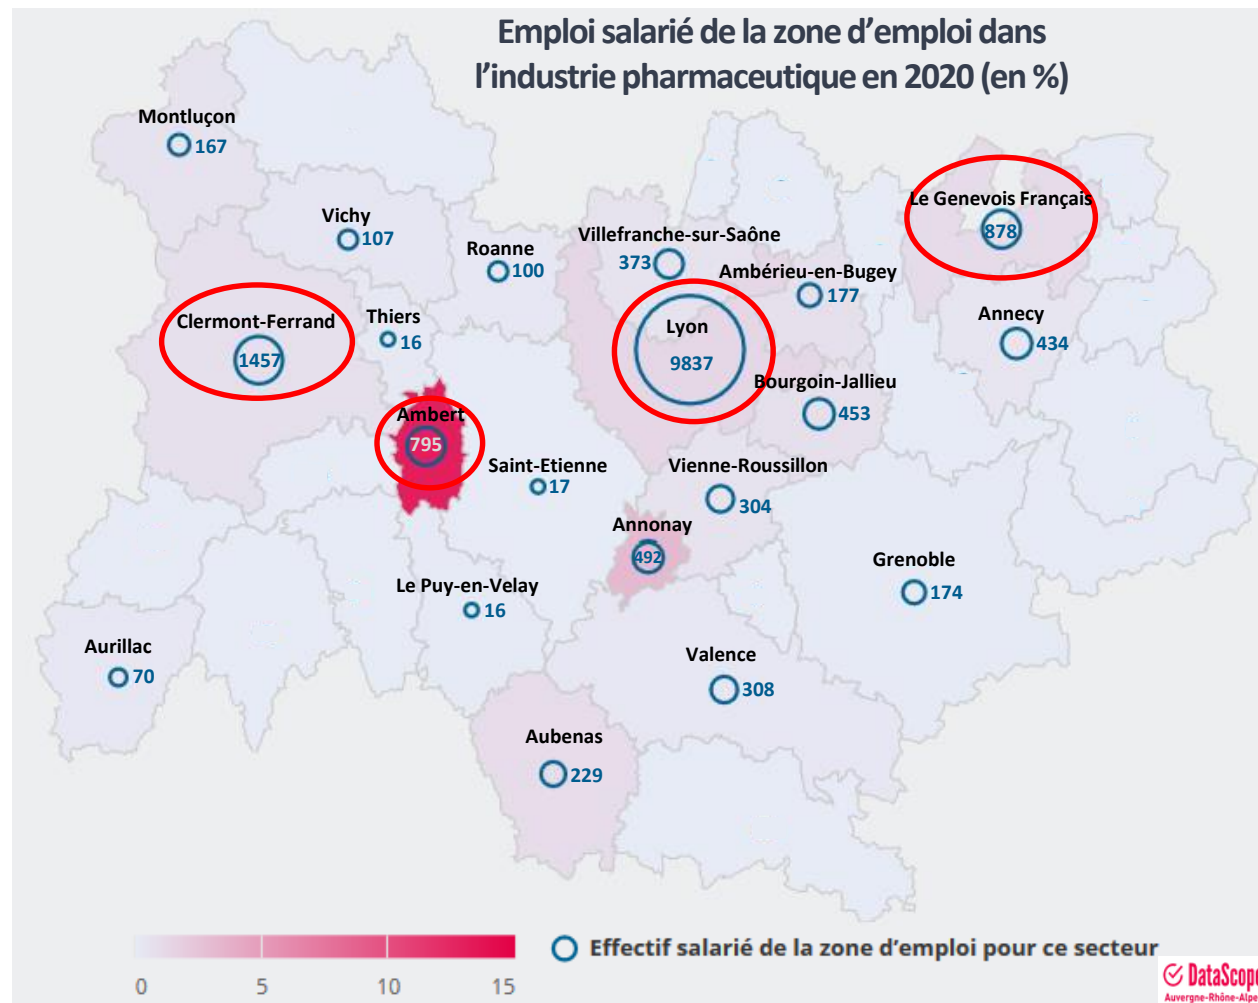 Emploi salarié de la zone d’emploi dans
l’industrie pharmaceutique en 2020 (en %)
Montluçon
167
Vichy
107
Roanne
100
Villefranche-sur-Saône
373
Ambérieu-en-Bugey
177
Le Genevois Français
878
Clermont-Ferrand
1457
Thiers
16
Lyon
9837
Annecy
434
Bourgoin-Jallieu
453
Ambert
795
Saint-Etienne
17
Vienne-Roussillon
304
Annonay
492
Grenoble
174
Le Puy-en-Velay
16
Aurillac
70
Valence
308
Aubenas
229
0 5 10 15
Effectif salarié de la zone d’emploi pour ce secteur
DataScope
Auvergne-Rhône-Alpe